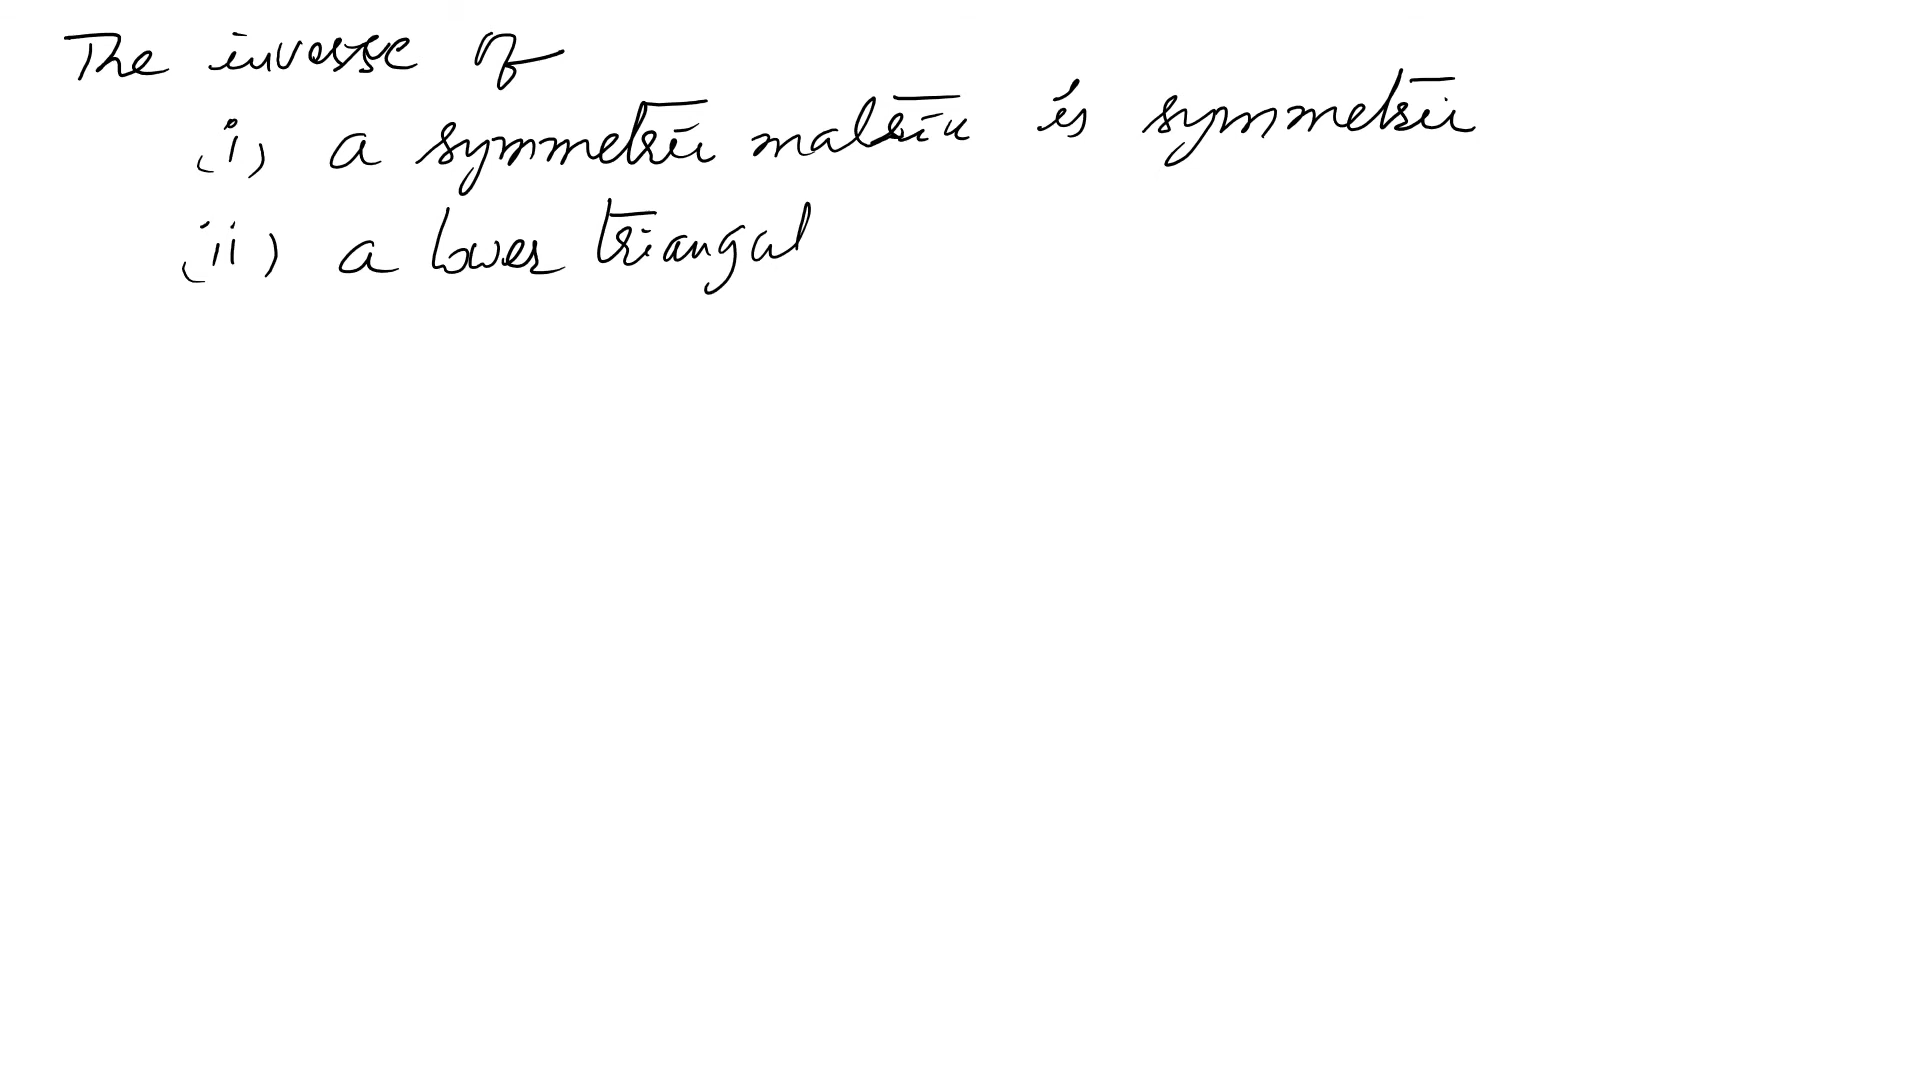 The inverse of
(i) a symmetric matrix is symmetric
(ii) a lower triangul